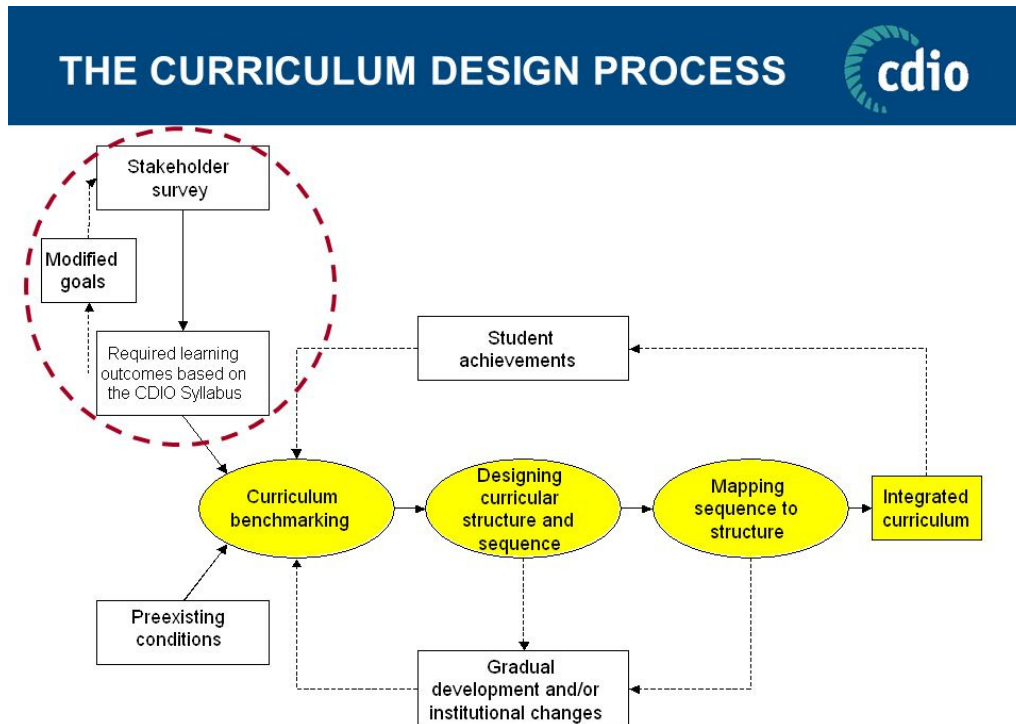 THE CURRICULUM DESIGN PROCESS
cdio
Stakeholder
survey
Modified
goals
Required learning
outcomes based on
the CDIO Syllabus
Student
achievements
Curriculum
benchmarking
Designing
curricular
structure and
sequence
Mapping
sequence to
structure
Integrated
curriculum
Preexisting
conditions
Gradual
development and/or
institutional changes